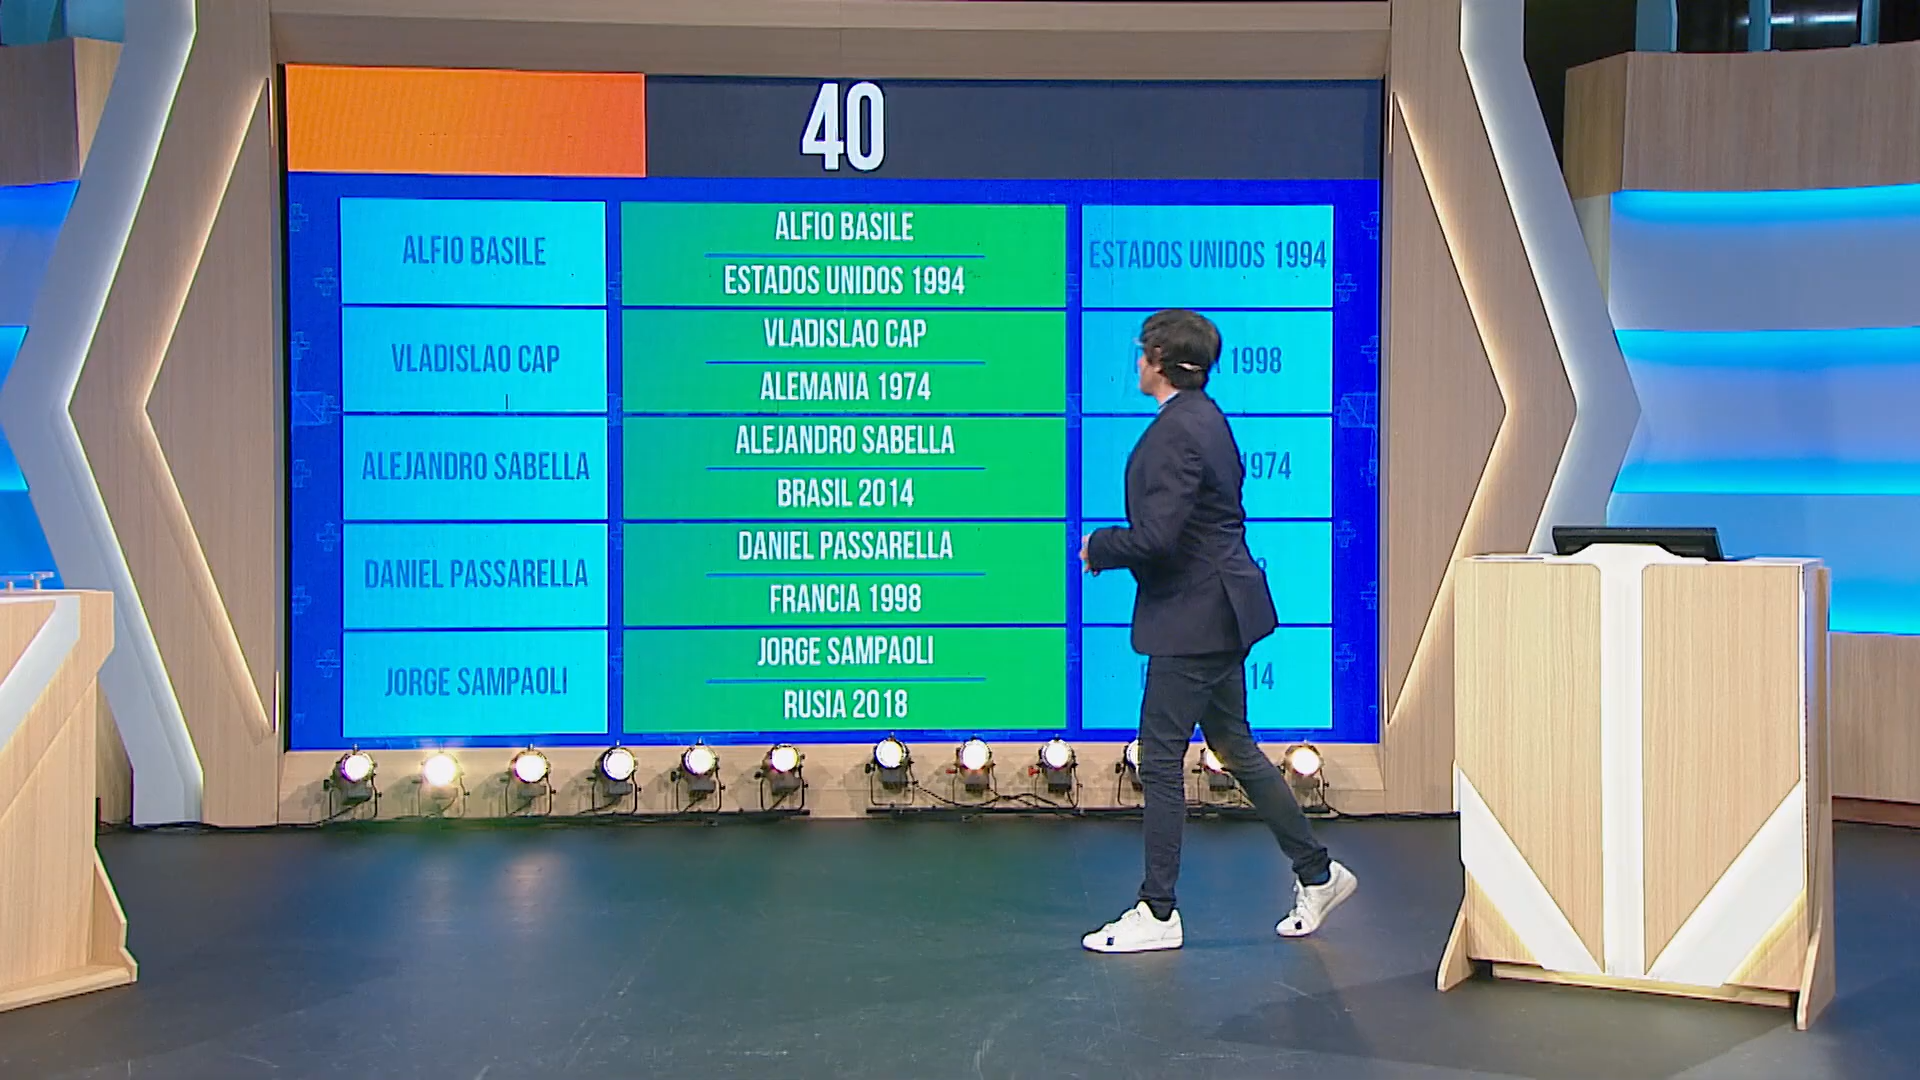 40
ALFIO BASILE
VLADISLAO CAP
ALEJANDRO SABELLA
DANIEL PASSARELLA
JORGE SAMPAOLI
ALFIO BASILE
ESTADOS UNIDOS 1994
VLADISLAO CAP
ALEMANIA 1974
ALEJANDRO SABELLA
BRASIL 2014
DANIEL PASSARELLA
FRANCIA 1998
JORGE SAMPAOLI
RUSIA 2018
ESTADOS UNIDOS 1994
1998
1974